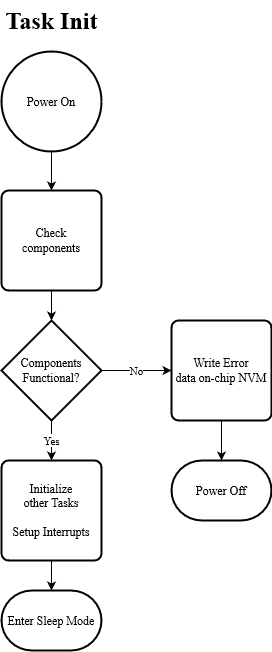 Task Init
Power On
Check
components
Components
Functional?
No
Write Error
data on-chip NVM
Yes
Power Off
Initialize
other Tasks
Setup Interrupts
Enter Sleep Mode